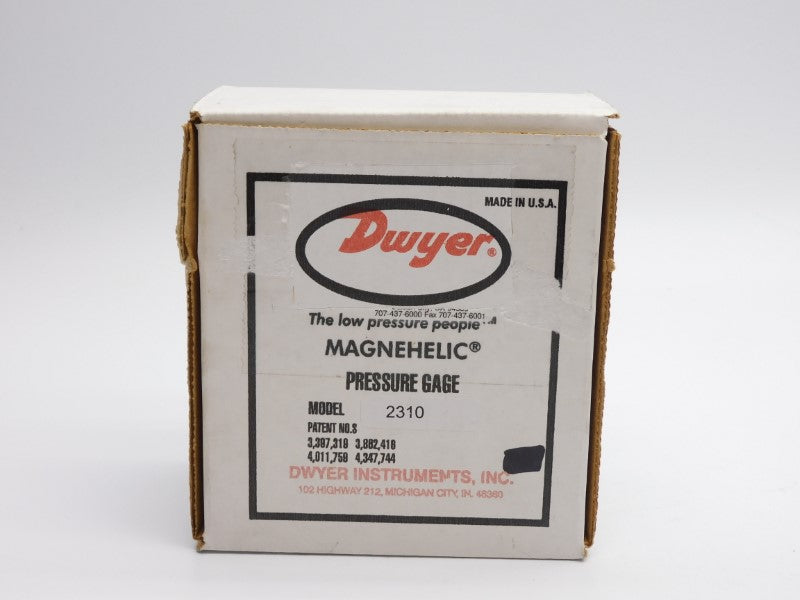 MADE IN U.S.A.
Dwyer®
707-437-6000 Fax 707-437-6001
The low pressure people™
MAGNEHELIC®
PRESSURE GAGE
MODEL 2310
PATENT NO.S
3,397,319 3,862,416
4,011,759 4,347,744
DWYER INSTRUMENTS, INC.
102 HIGHWAY 212, MICHIGAN CITY, IN. 46360